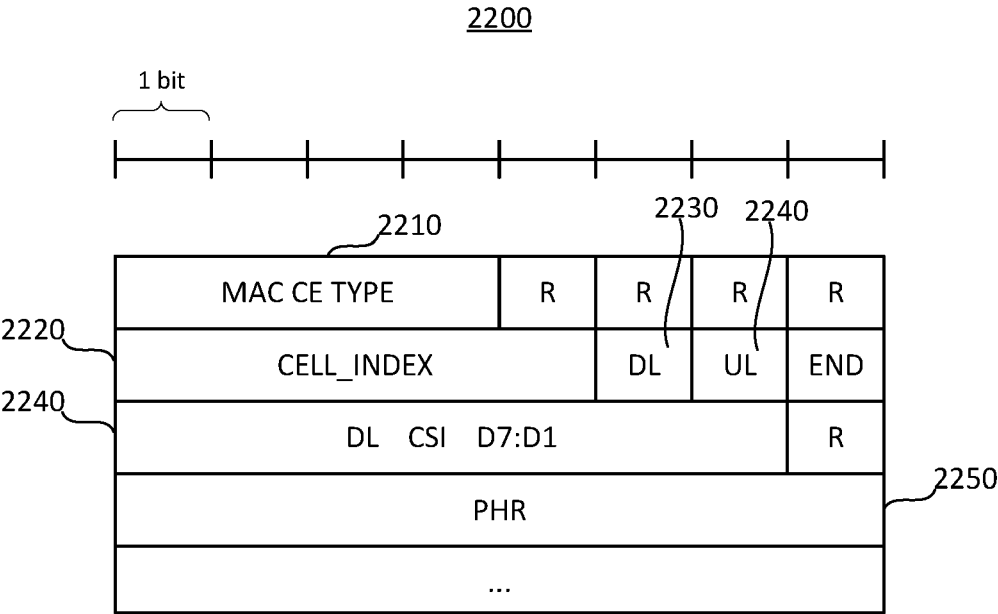 2200
1 bit
2230 2240
2210
MAC CE TYPE R R R R
2220
CELL_INDEX DL UL END
2240
DL CSI D7:D1 R
2250
PHR
...